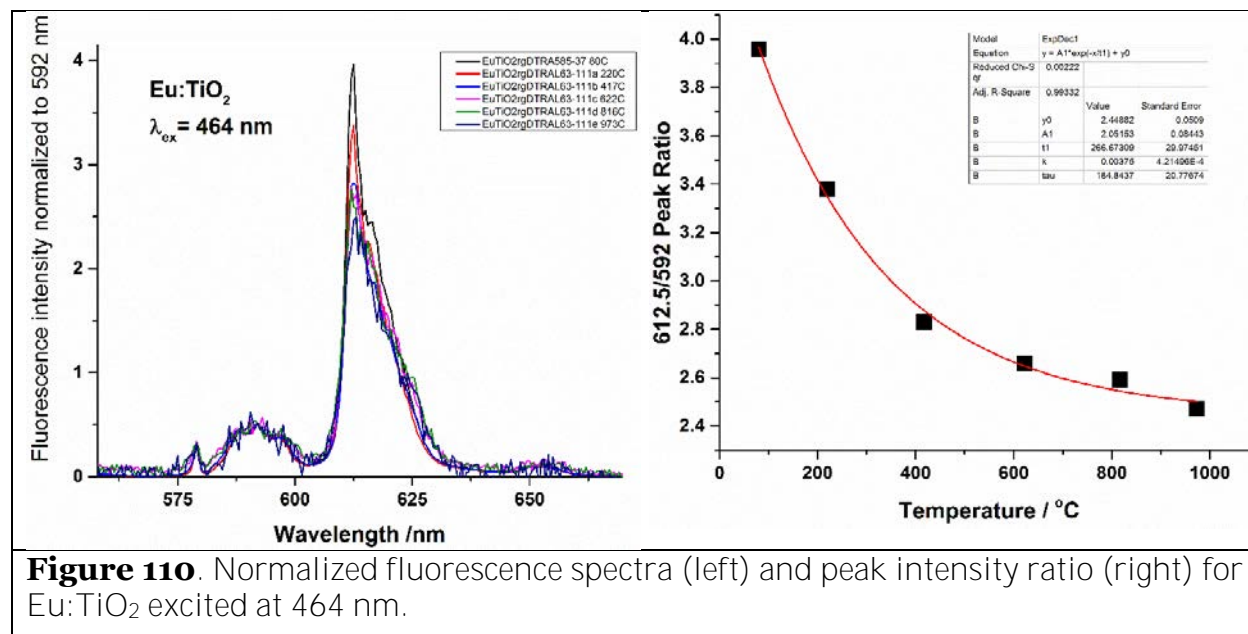 4
3
2
1
0
Fluorescence intensity normalized to 592 nm
Eu:TiO2
λex= 464 nm
EuTiO2rgDTRA585-37 80C
EuTiO2rgDTRAL63-111a 220C
EuTiO2rgDTRAL63-111b 417C
EuTiO2rgDTRAL63-111c 622C
EuTiO2rgDTRAL63-111d 816C
EuTiO2rgDTRAL63-111e 973C
575 600 625 650
Wavelength /nm
4.0
3.8
3.6
3.4
3.2
3.0
2.8
2.6
2.4
612.5/592 Peak Ratio
Model ExpDec1
Equation y = A1*exp(-x/t1) + y0
Reduced Chi-S 0.00222
qr
Adj. R-Square 0.99332
Value Standard Error
B y0 2.44882 0.0509
B A1 2.05153 0.08443
B t1 266.67309 29.97451
B k 0.00375 4.21496E-4
B tau 184.8437 20.77674
0 200 400 600 800 1000
Temperature / °C
Figure 110. Normalized fluorescence spectra (left) and peak intensity ratio (right) for
Eu:TiO2 excited at 464 nm.